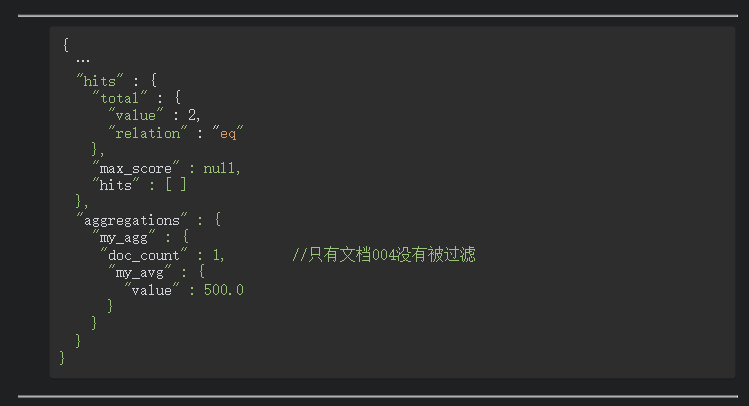 {
  …
  "hits" : {
    "total" : {
      "value" : 2,
      "relation" : "eq"
    },
    "max_score" : null,
    "hits" : [ ]
  },
  "aggregations" : {
    "my_agg" : {
     "doc_count" : 1,        //只有文档004没有被过滤
      "my_avg" : {
        "value" : 500.0
      }
    }
  }
}